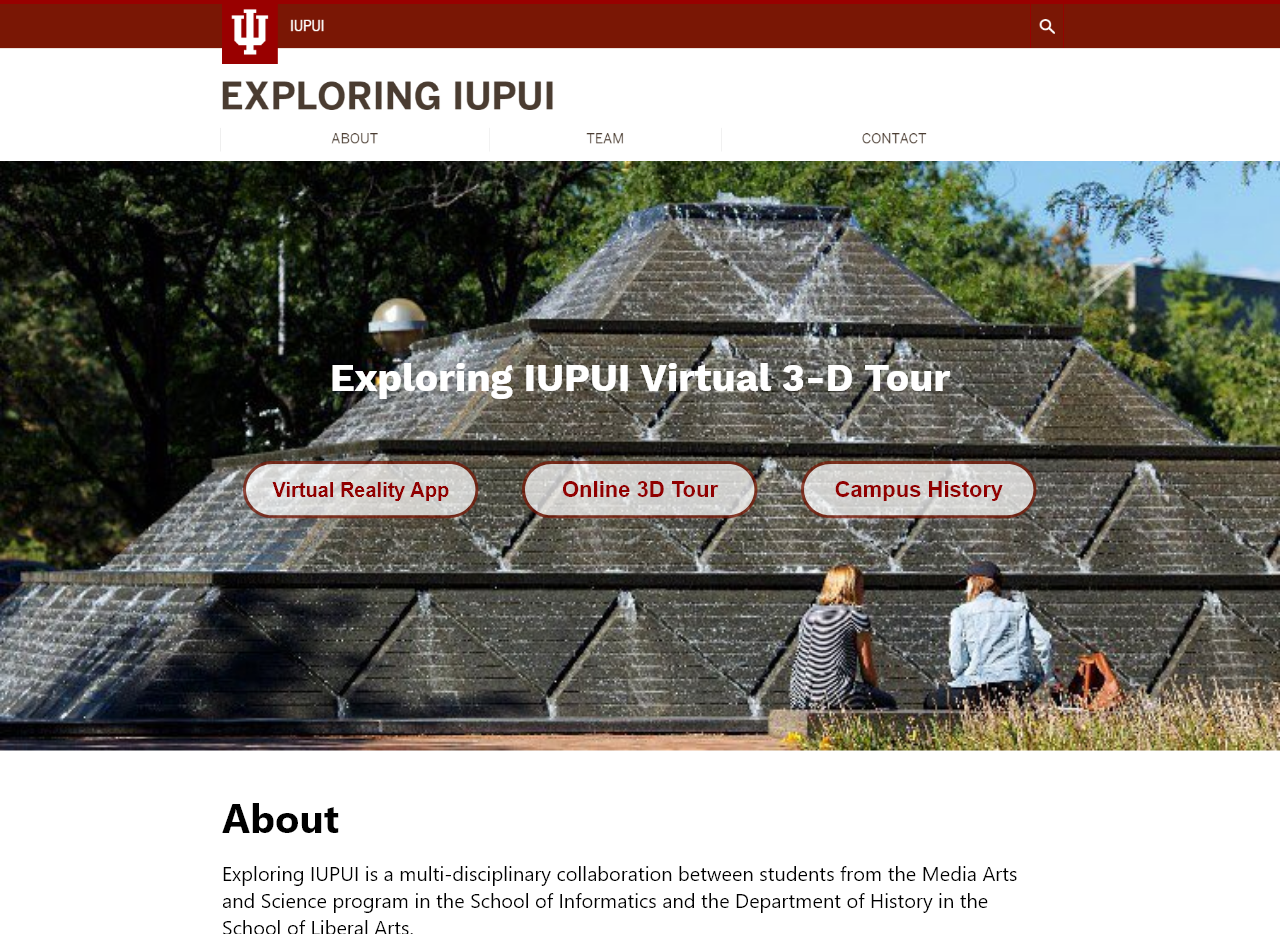 IUPUI
EXPLORING IUPUI
ABOUT
TEAM
CONTACT
Exploring IUPUI Virtual 3-D Tour
Virtual Reality App
Online 3D Tour
Campus History
About
Exploring IUPUI is a multi-disciplinary collaboration between students from the Media Arts
and Science program in the School of Informatics and the Department of History in the
School of Liberal Arts.